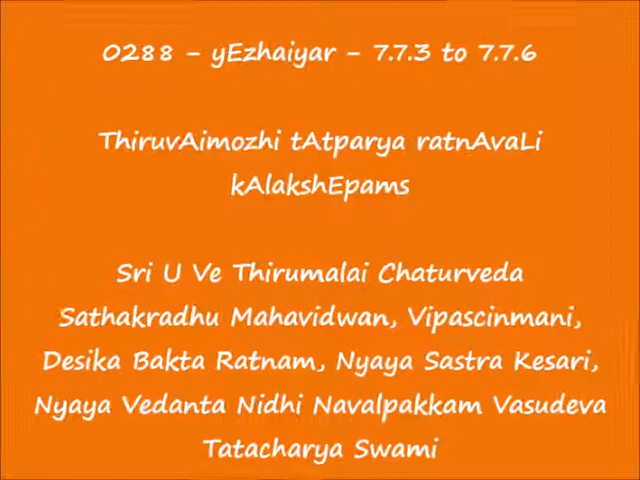 0288 - yEzhaiyar - 7.7.3 to 7.7.6
ThiruvAimozhi tAtparya ratnAvaLi
kAlakshEpams
Sri U Ve Thirumalai Chaturveda
Sathakradhu Mahavidwan, Vipascinmani,
Desika Bakta Ratnam, Nyaya Sastra Kesari,
Nyaya Vedanta Nidhi Navalpakkam Vasudeva
Tatacharya Swami